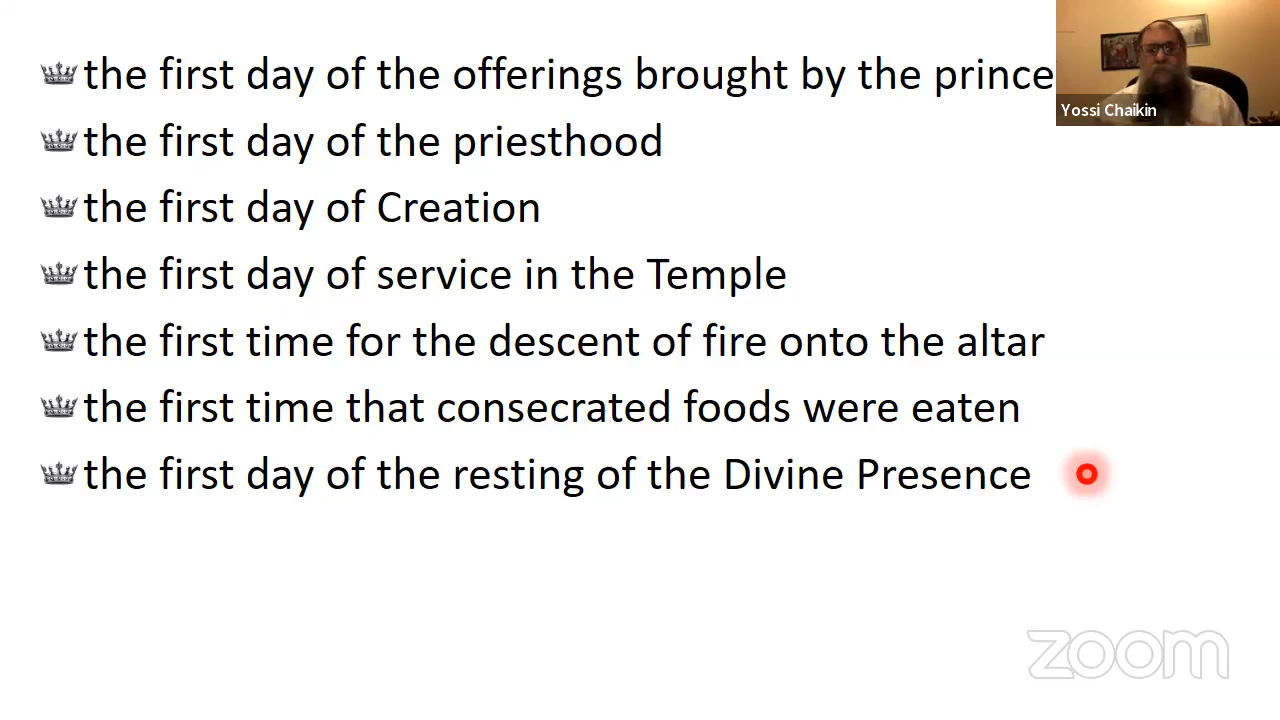 the first day of the offerings brought by the prince
Yossi Chaikin
the first day of the priesthood
the first day of Creation
the first day of service in the Temple
the first time for the descent of fire onto the altar
the first time that consecrated foods were eaten
the first day of the resting of the Divine Presence
zoom